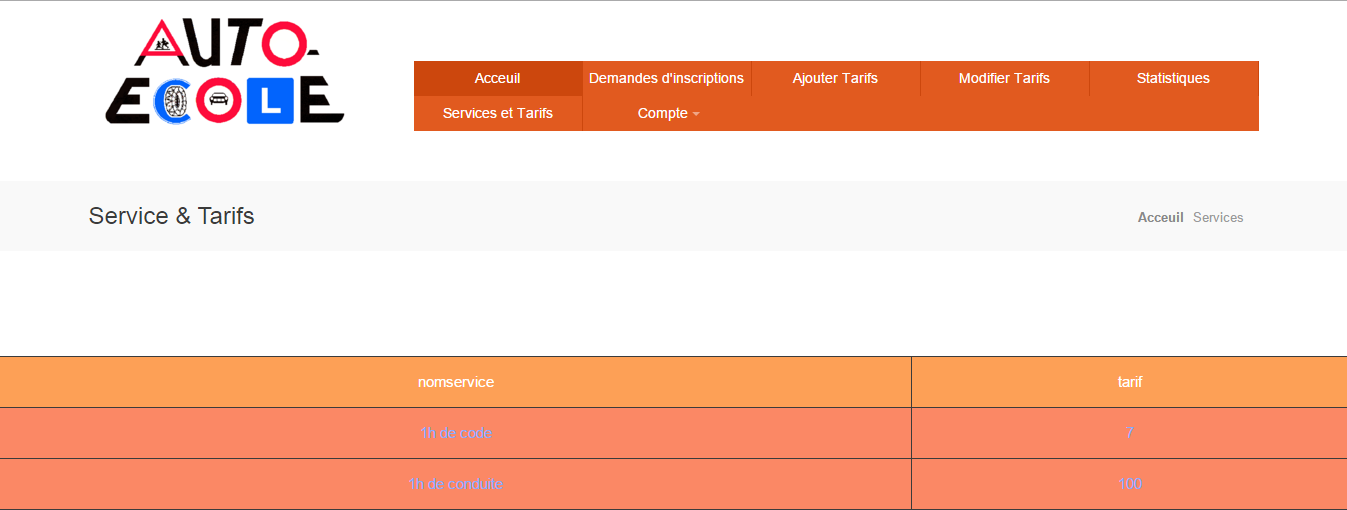 AUTO-
ECOLE
Acceuil Demandes d'inscriptions Ajouter Tarifs Modifier Tarifs Statistiques
Services et Tarifs Compte
Service & Tarifs
Acceuil Services
nomservice tarif
1h de code 7
1h de conduite 100